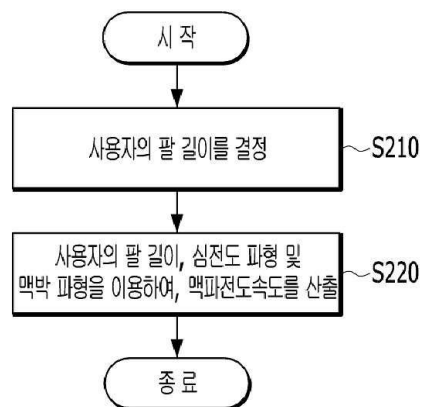 시작
사용자의 팔 길이를 결정
S210
사용자의 팔 길이, 심전도 파형 및
맥박 파형을 이용하여, 맥파전도속도를 산출
S220
종료